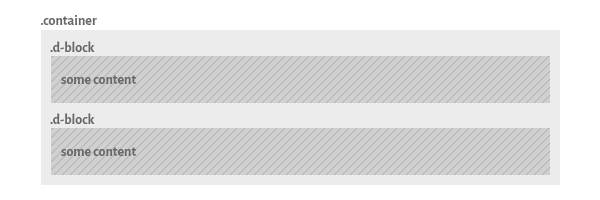 .container
.d-block
some content
.d-block
some content